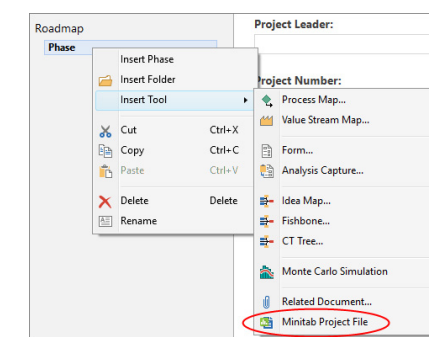 Roadmap
Phase
Project Leader:
Project Number:
Insert Phase
Insert Folder
Insert Tool
Cut Ctrl+X
Copy Ctrl+C
Paste Ctrl+V
Delete Delete
Rename
Process Map...
Value Stream Map...
Form...
Analysis Capture...
Idea Map...
Fishbone...
CT Tree...
Monte Carlo Simulation
Related Document...
Minitab Project File